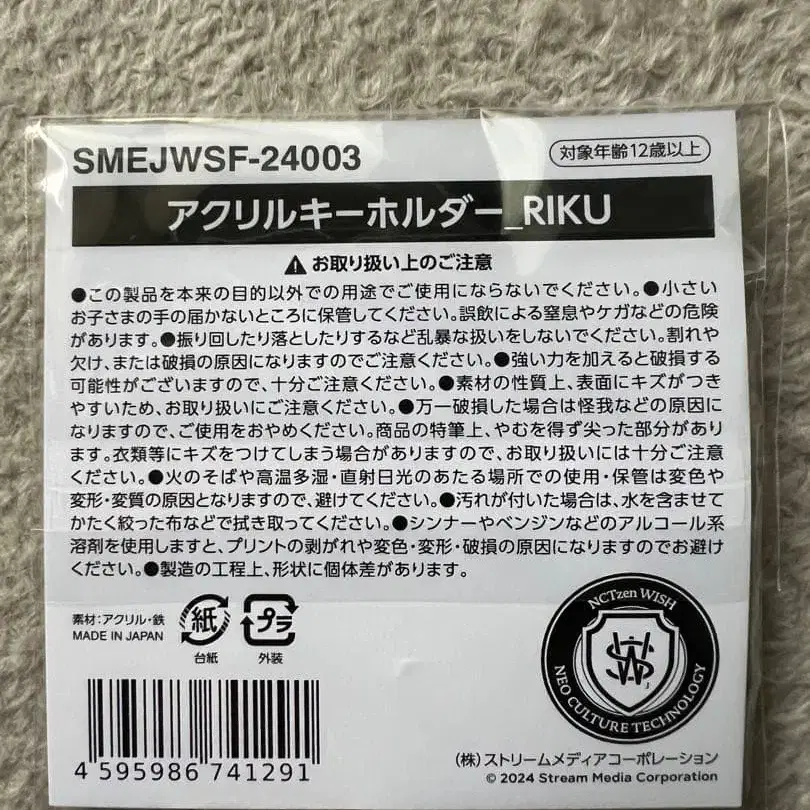 SMEJWSF-24003
対象年齢12歳以上
アクリルキーホルダー_RIKU
お取り扱い上のご注意
●この製品を本来の目的以外での用途でご使用にならないでください。●小さい
お子さまの手の届かないところに保管してください。誤飲による窒息やケガなどの危険
があります。●振り回したり落としたりするなど乱暴な扱いをしないでください。割れや
欠け、または破損の原因になりますのでご注意ください。●強い力を加えると破損する
可能性がございますので、十分ご注意ください。●素材の性質上、表面にキズがつき
やすいため、お取り扱いにご注意ください。●万一破損した場合は怪我などの原因に
なりますので、ご使用をおやめください。商品の特筆上、やむを得ず尖った部分があり
ます。衣類等にキズをつけてしまう場合がありますので、お取り扱いには十分ご注意
ください。●火のそばや高温多湿・直射日光のあたる場所での使用・保管は変色や
変形・変質の原因となりますので、避けてください。●汚れが付いた場合は、水を含ませて
かたく絞った布などで拭き取ってください。●シンナーやベンジンなどのアルコール系
溶剤を使用しますと、プリントの剥がれや変色・変形・破損の原因になりますのでお避け
ください。●製造の工程上、形状に個体差があります。
素材:アクリル・鉄
MADE IN JAPAN
紙
台紙
プラ
外装
NCTzen WISH
NEO CULTURE TECHNOLOGY
4 595986 741291
(株)ストリームメディアコーポレーション
© 2024 Stream Media Corporation